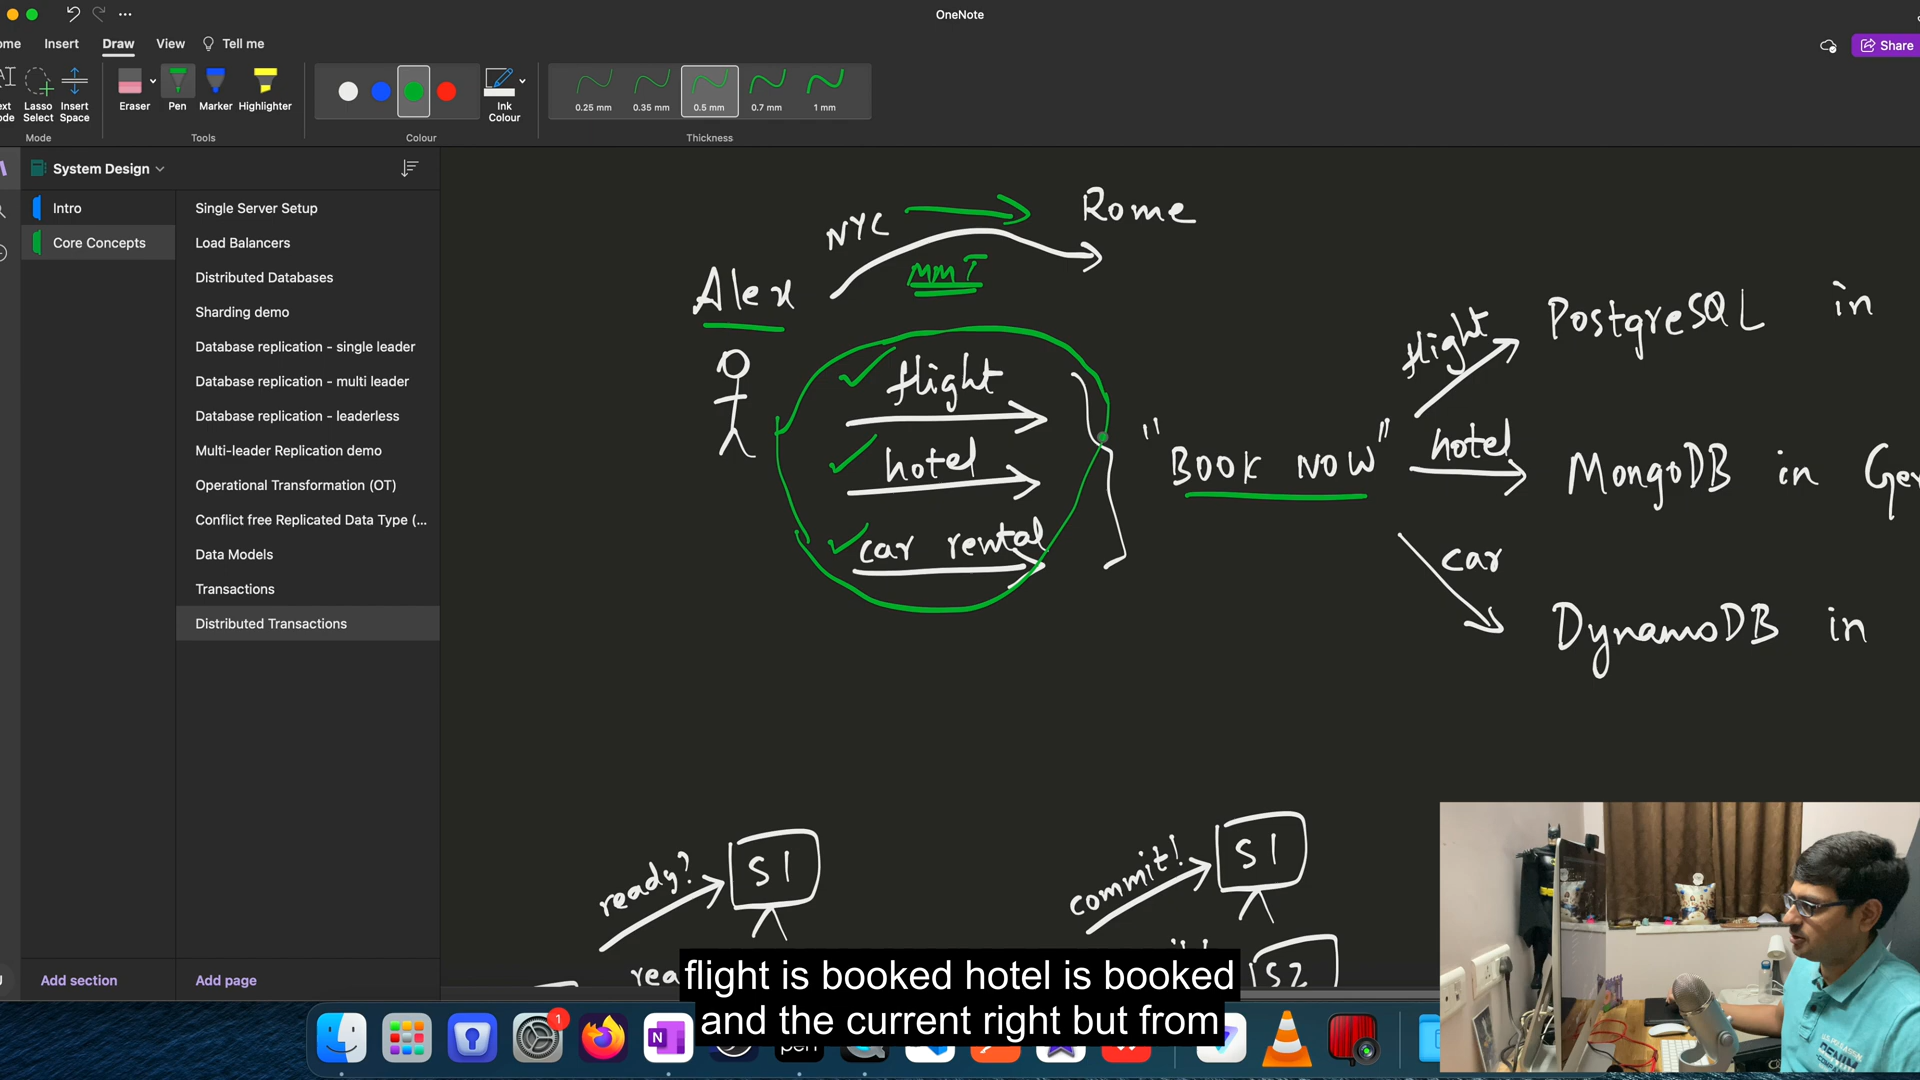 OneNote
ome Insert Draw View Tell me
Share
ext ode
Lasso Select
Insert Space
Eraser
Pen
Marker
Highlighter
Ink Colour
0.25 mm
0.35 mm
0.5 mm
0.7 mm
1 mm
Mode
Tools
Colour
Thickness
System Design
Intro
Core Concepts
Single Server Setup
Load Balancers
Distributed Databases
Sharding demo
Database replication - single leader
Database replication - multi leader
Database replication - leaderless
Multi-leader Replication demo
Operational Transformation (OT)
Conflict free Replicated Data Type (...
Data Models
Transactions
Distributed Transactions
Add section
Add page
NYC
Rome
MMT
Alex
flight
hotel
car rental
"BOOK NOW"
flight
PostgreSQL in
hotel
MongoDB in Ger
car
DynamoDB in
ready?
S1
commit!
S1
rea
S2
flight is booked hotel is booked
and the current right but from
1
N
pen